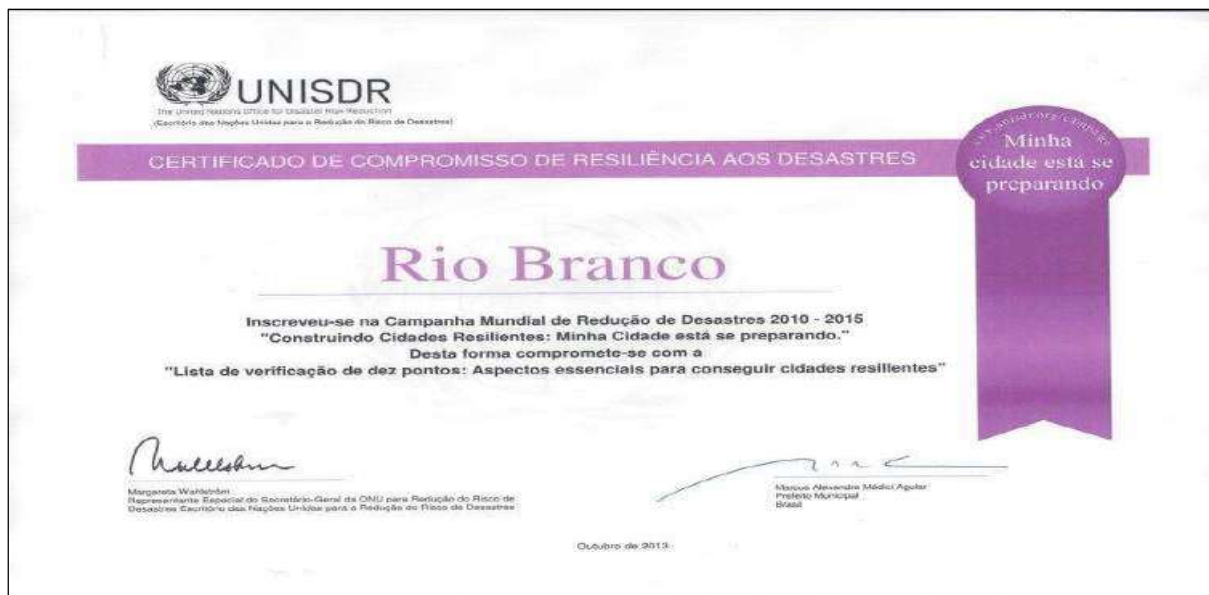 UNISDR
The United Nations Office for Disaster Risk Reduction
(Escritório das Nações Unidas para a Redução do Risco de Desastres)
CERTIFICADO DE COMPROMISSO DE RESILIÊNCIA AOS DESASTRES
Minha
cidade está se
preparando
Rio Branco
Inscreveu-se na Campanha Mundial de Redução de Desastres 2010 - 2015
"Construindo Cidades Resilientes: Minha Cidade está se preparando."
Desta forma compromete-se com a
"Lista de verificação de dez pontos: Aspectos essenciais para conseguir cidades resilientes"
Margareta Wahlström
Representante Especial do Secretário-Geral da ONU para Redução do Risco de
Desastres Escritório das Nações Unidas para a Redução do Risco de Desastres
Marcus Alexandre Médici Aguiar
Prefeito Municipal
Brasil
Outubro de 2013